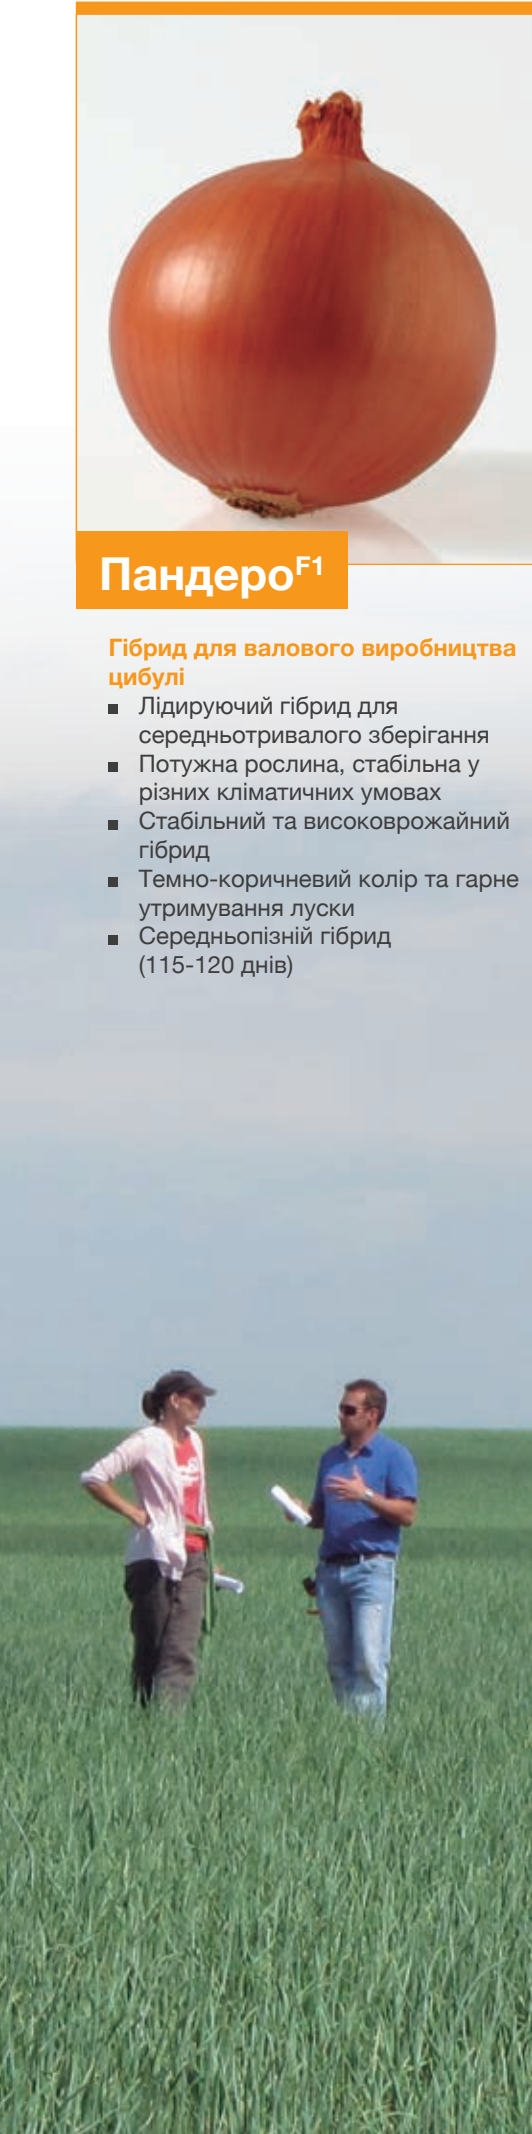 ПандероF1
Гібрид для валового виробництва
цибулі
■ Лідируючий гібрид для
середньотривалого зберігання
■ Потужна рослина, стабільна у
різних кліматичних умовах
■ Стабільний та високоврожайний
гібрид
■ Темно-коричневий колір та гарне
утримування луски
■ Середньопізній гібрид
(115-120 днів)